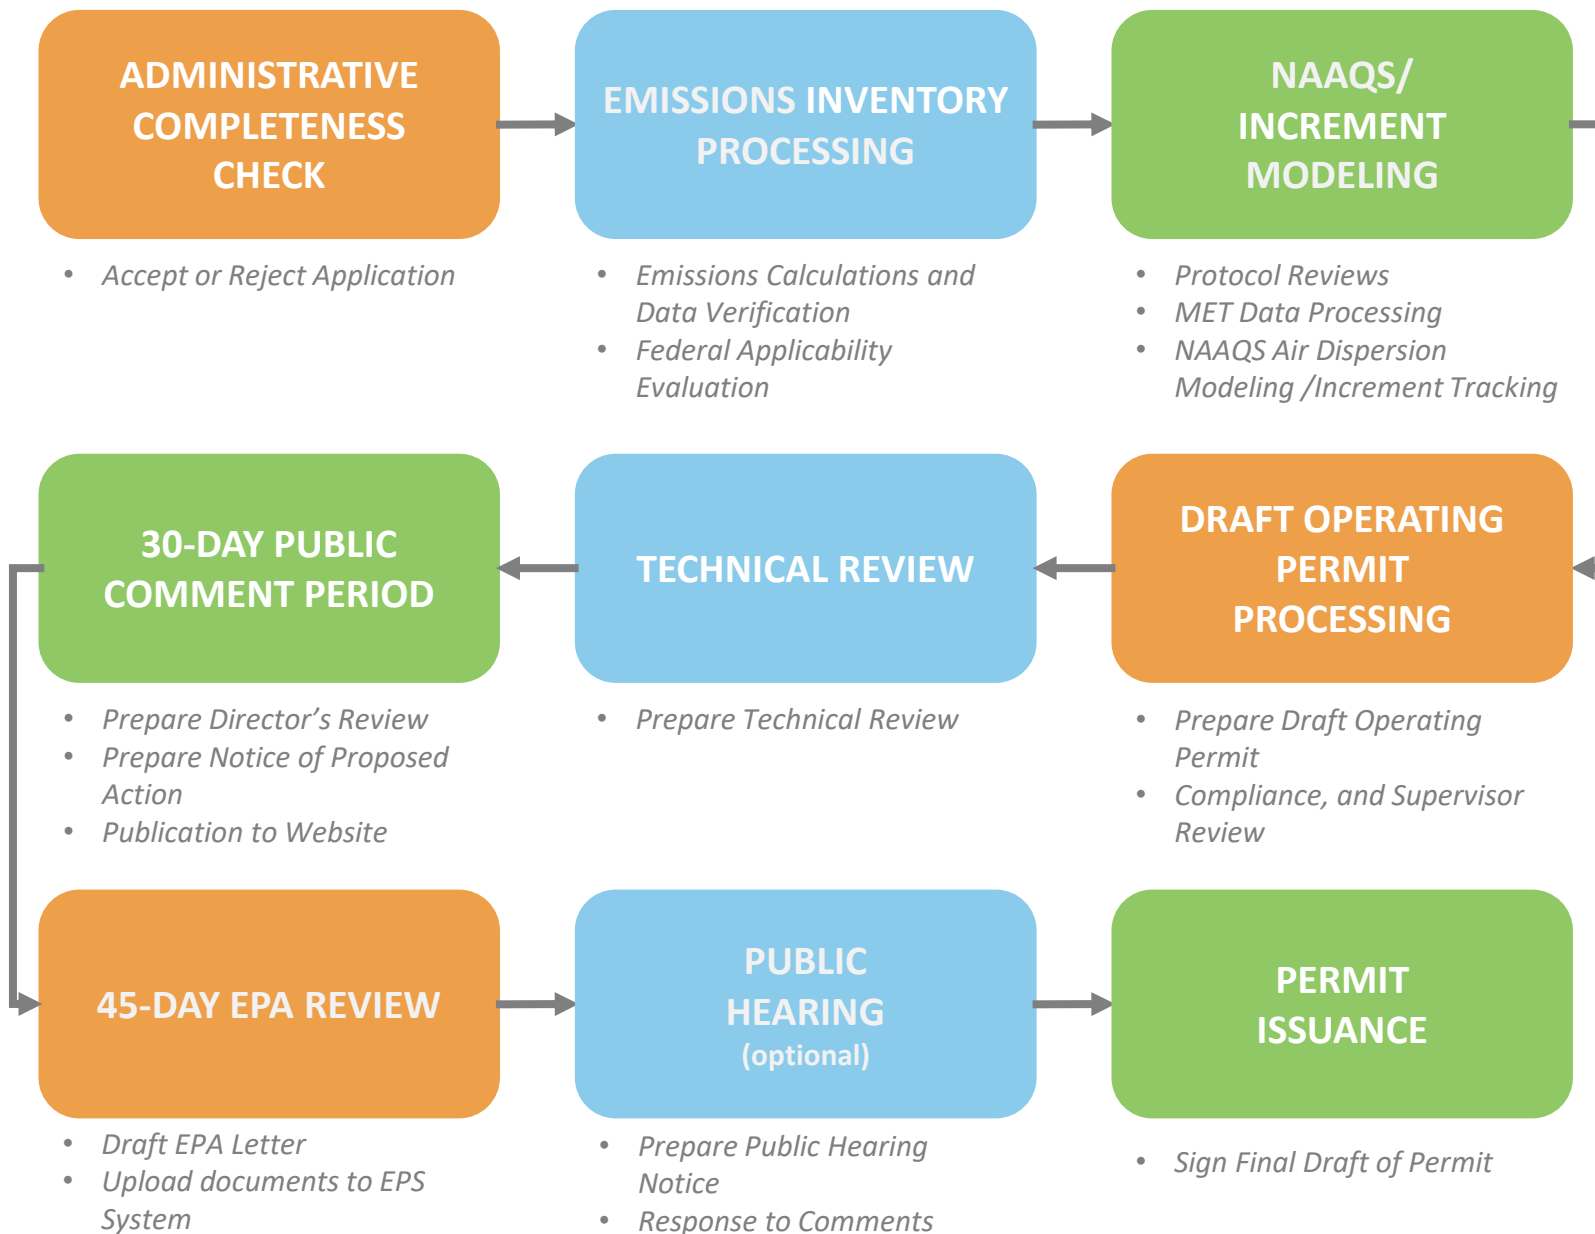 ADMINISTRATIVE
COMPLETENESS
CHECK
• Accept or Reject Application
EMISSIONS INVENTORY
PROCESSING
• Emissions Calculations and
Data Verification
• Federal Applicability
Evaluation
NAAQS/
INCREMENT
MODELING
• Protocol Reviews
• MET Data Processing
• NAAQS Air Dispersion
Modeling /Increment Tracking
DRAFT OPERATING
PERMIT
PROCESSING
• Prepare Draft Operating
Permit
• Compliance, and Supervisor
Review
TECHNICAL REVIEW
• Prepare Technical Review
30-DAY PUBLIC
COMMENT PERIOD
• Prepare Director’s Review
• Prepare Notice of Proposed
Action
• Publication to Website
45-DAY EPA REVIEW
• Draft EPA Letter
• Upload documents to EPS
System
PUBLIC
HEARING
(optional)
• Prepare Public Hearing
Notice
• Response to Comments
PERMIT
ISSUANCE
• Sign Final Draft of Permit